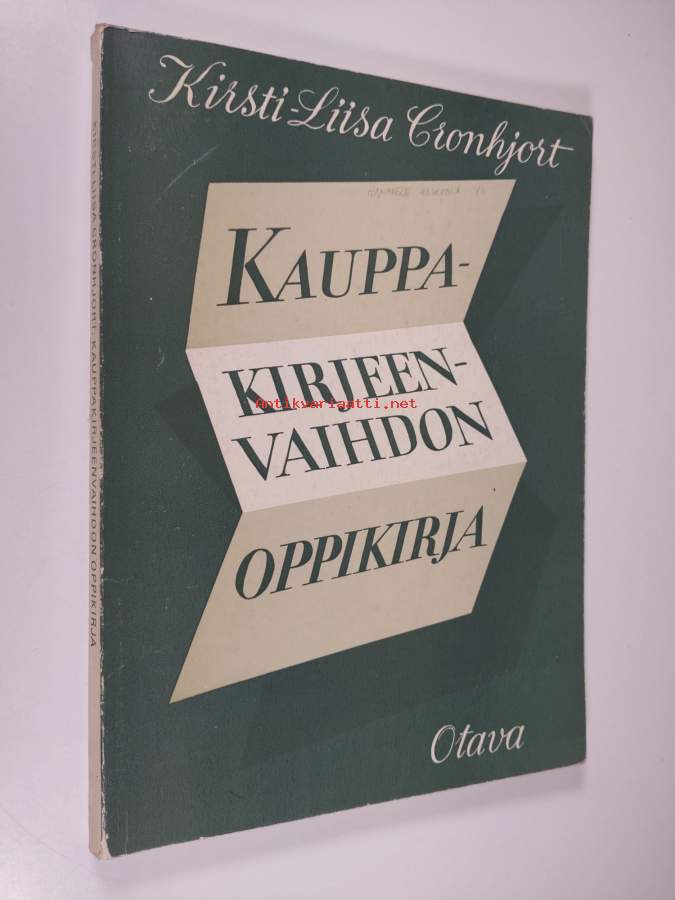 Kirsti-Liisa Cronhjort
KAUPPA-
KIRJEEN-
Antikvariaatti.net
VAIHDON
OPPIKIRJA
Otava
KIRSTI-LIISA CRONHJORT: KAUPPAKIRJEENVAIHDON OPPIKIRJA